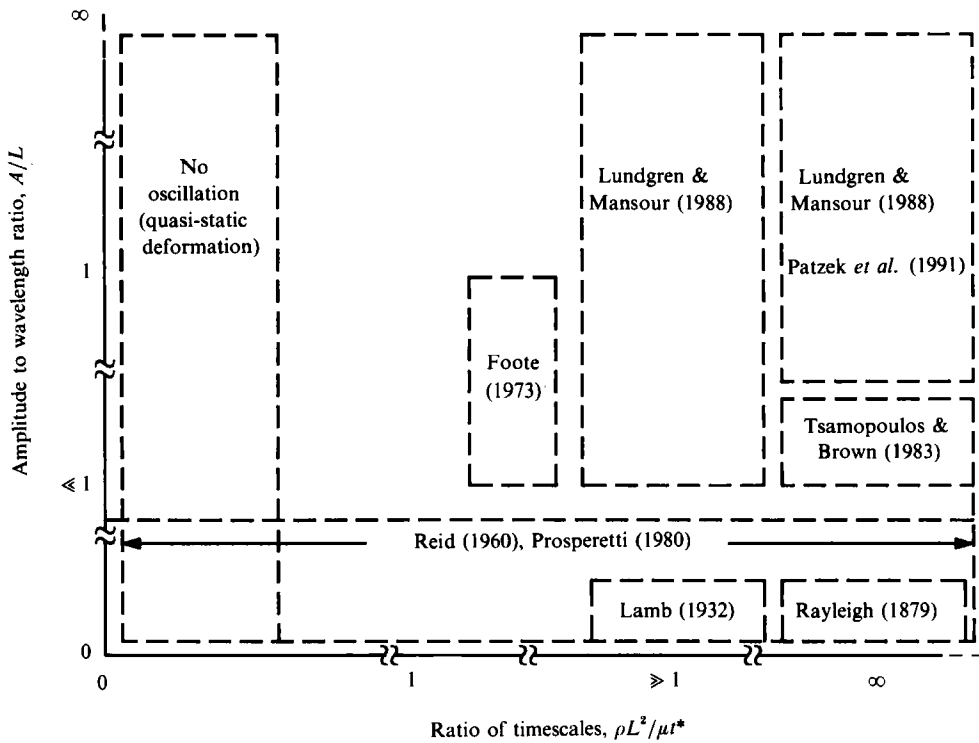 ∞
Amplitude to wavelength ratio, A/L
1
≪ 1
0
No
oscillation
(quasi-static
deformation)
Foote
(1973)
Lundgren &
Mansour (1988)
Lundgren &
Mansour (1988)
Patzek et al. (1991)
Tsamopoulos &
Brown (1983)
Reid (1960), Prosperetti (1980)
Lamb (1932)
Rayleigh (1879)
0
1
≫ 1
∞
Ratio of timescales, ρL²/μt*